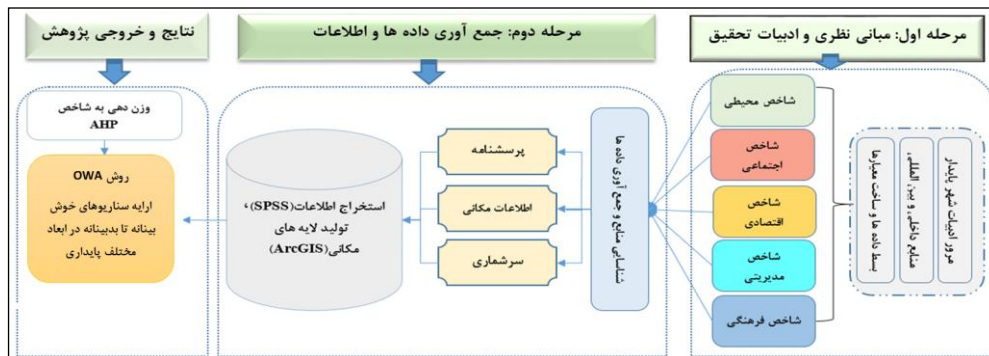 مرحله اول: مبانی نظری و ادبیات تحقیق
مرور ادبیات شهر پایدار
منابع داخلی و بین المللی
بسط داده ها و ساخت معیارها
شاخص محیطی
شاخص
اجتماعی
شاخص
اقتصادی
شاخص
مدیریتی
شاخص فرهنگی
مرحله دوم: جمع آوری داده ها و اطلاعات
شناسایی منابع و جمع آوری داده ها
پرسشنامه
اطلاعات مکانی
سرشماری
استخراج اطلاعات(SPSS)،
تولید لایه های
مکانی(ArcGIS)
نتایج و خروجی پژوهش
وزن دهی به شاخص
AHP
روش OWA
ارایه سناریوهای خوش
بینانه تا بدبینانه در ابعاد
مختلف پایداری